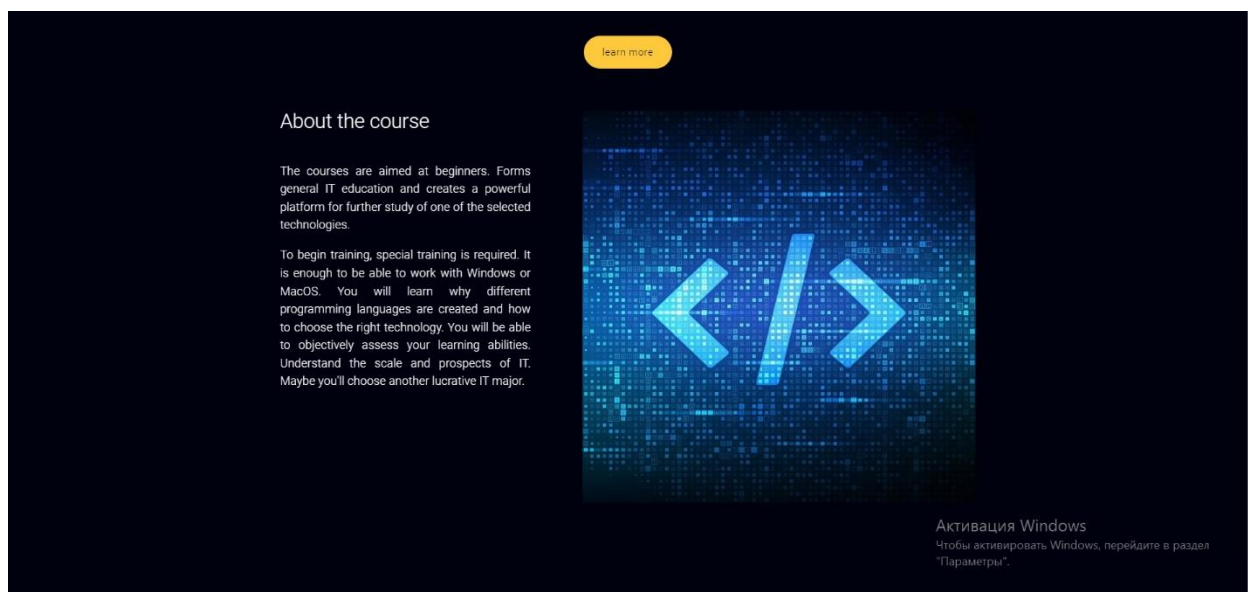 learn more
About the course
The courses are aimed at beginners. Forms
general IT education and creates a powerful
platform for further study of one of the selected
technologies.
To begin training, special training is required. It
is enough to be able to work with Windows or
MacOS. You will learn why different
programming languages are created and how
to choose the right technology. You will be able
to objectively assess your learning abilities.
Understand the scale and prospects of IT.
Maybe you'll choose another lucrative IT major.
</>
Активация Windows
Чтобы активировать Windows, перейдите в раздел
"Параметры".